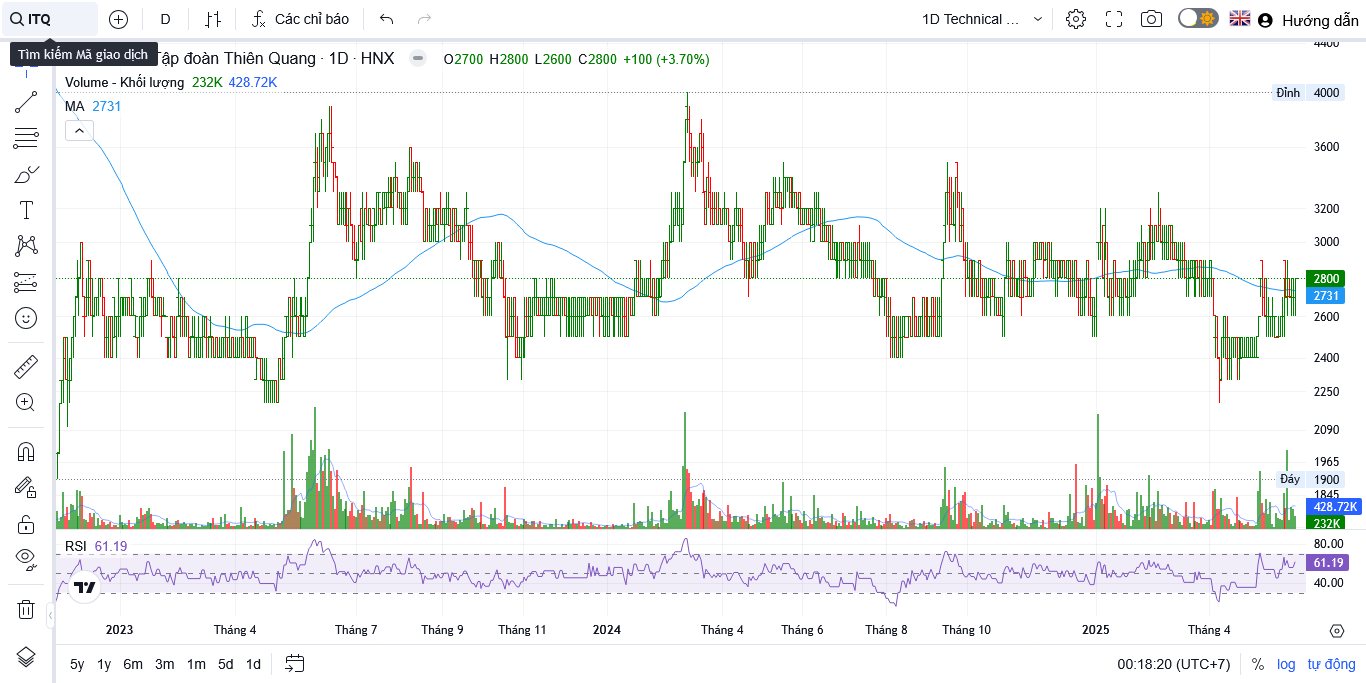 ITQ
D
Các chỉ báo
1D Technical ...
Hướng dẫn
Tìm kiếm Mã giao dịch
Tập đoàn Thiên Quang · 1D · HNX
O2700 H2800 L2600 C2800 +100 (+3.70%)
Volume - Khối lượng 232K 428.72K
MA 2731
4400
Đỉnh 4000
3600
3200
3000
2800
2731
2600
2400
2250
2090
1965
Đáy 1900
1845
428.72K
232K
RSI 61.19
80.00
61.19
40.00
2023 Tháng 4 Tháng 7 Tháng 9 Tháng 11 2024 Tháng 4 Tháng 6 Tháng 8 Tháng 10 2025 Tháng 4
5y 1y 6m 3m 1m 5d 1d
00:18:20 (UTC+7) % log tự động